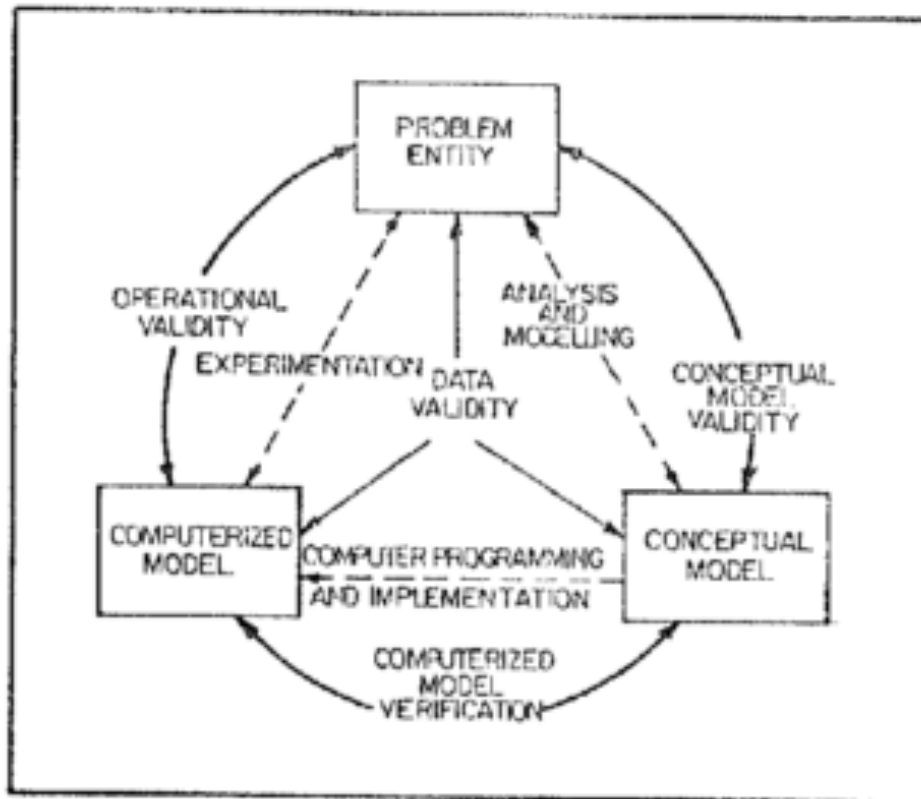 PROBLEM
ENTITY
OPERATIONAL
VALIDITY
EXPERIMENTATION
DATA
VALIDITY
ANALYSIS
AND
MODELLING
CONCEPTUAL
MODEL
VALIDITY
COMPUTERIZED
MODEL
COMPUTER PROGRAMMING
AND IMPLEMENTATION
CONCEPTUAL
MODEL
COMPUTERIZED
MODEL
VERIFICATION